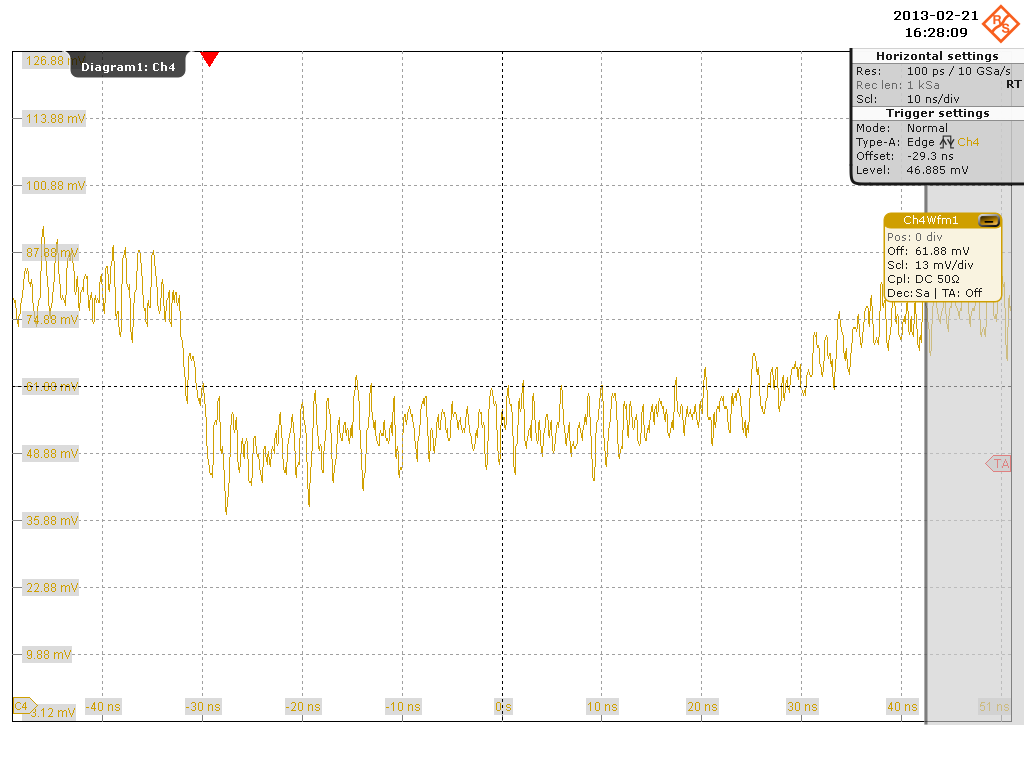 2013-02-21
16:28:09
R S
Diagram1: Ch4
126.88 mV
113.88 mV
100.88 mV
87.88 mV
74.88 mV
61.88 mV
48.88 mV
35.88 mV
22.88 mV
9.88 mV
-3.12 mV
C4
-40 ns
-30 ns
-20 ns
-10 ns
0 s
10 ns
20 ns
30 ns
40 ns
51 ns
Horizontal settings
Res: 100 ps / 10 GSa/s
Rec len: 1 kSa RT
Scl: 10 ns/div
Trigger settings
Mode: Normal
Type-A: Edge Ch4
Offset: -29.3 ns
Level: 46.885 mV
Ch4Wfm1
Pos: 0 div
Off: 61.88 mV
Scl: 13 mV/div
Cpl: DC 50Ω
Dec: Sa | TA: Off
TA